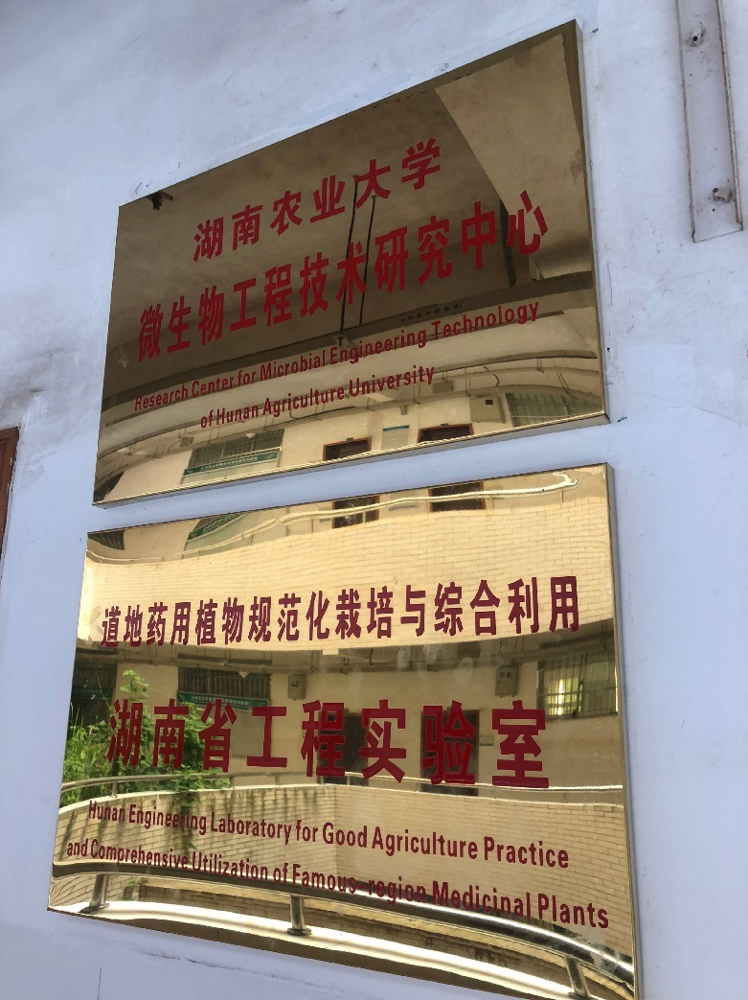 湖南农业大学
微生物工程技术研究中心
Research Center for Microbial Engineering Technology
of Hunan Agriculture University
道地药用植物规范化栽培与综合利用
湖南省工程实验室
Hunan Engineering Laboratory for Good Agriculture Practice
and Comprehensive Utilization of Famous-region Medicinal Plants